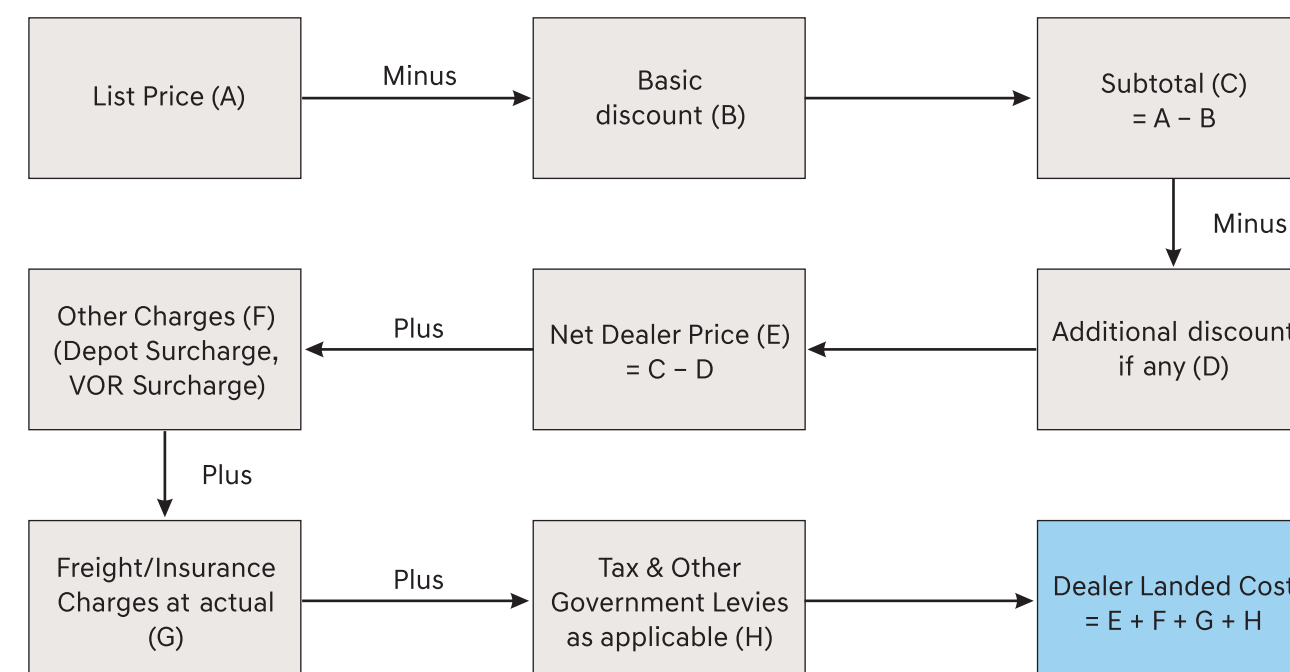 List Price (A)
Minus
Basic
discount (B)
Subtotal (C)
= A – B
Minus
Additional discount
if any (D)
Net Dealer Price (E)
= C – D
Plus
Other Charges (F)
(Depot Surcharge,
VOR Surcharge)
Plus
Freight/Insurance
Charges at actual
(G)
Plus
Tax & Other
Government Levies
as applicable (H)
Dealer Landed Cost
= E + F + G + H